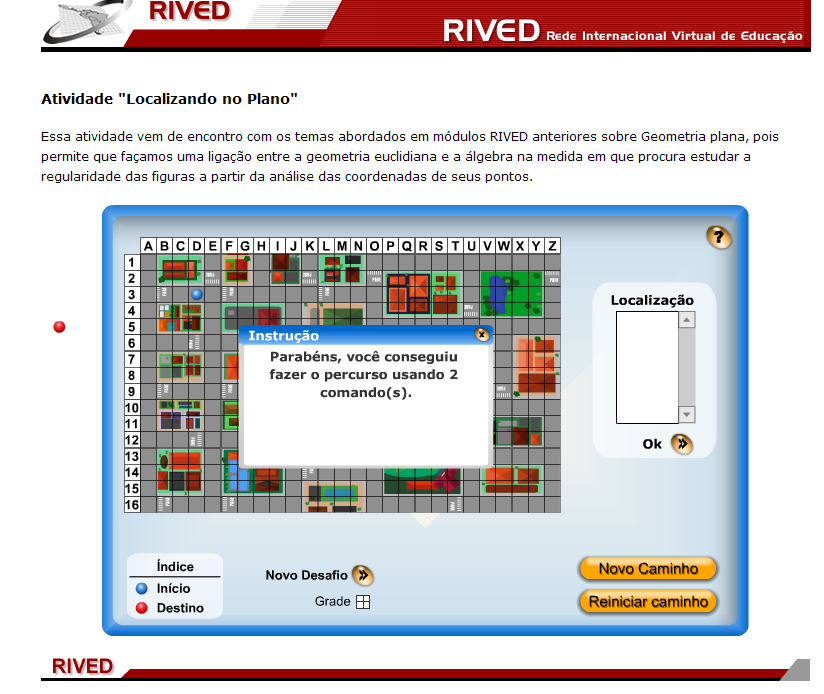 RIVED
RIVED Rede Internacional Virtual de Educação
Atividade "Localizando no Plano"
Essa atividade vem de encontro com os temas abordados em módulos RIVED anteriores sobre Geometria plana, pois
permite que façamos uma ligação entre a geometria euclidiana e a álgebra na medida em que procura estudar a
regularidade das figuras a partir da análise das coordenadas de seus pontos.
?
A B C D E F G H I J K L M N O P Q R S T U V W X Y Z
1
2
3
4
5
6
7
8
9
10
11
12
13
14
15
16
Instrução x
Parabéns, você conseguiu
fazer o percurso usando 2
comando(s).
Localização
Ok
Índice
Início
Destino
Novo Desafio
Grade
Novo Caminho
Reiniciar caminho
RIVED